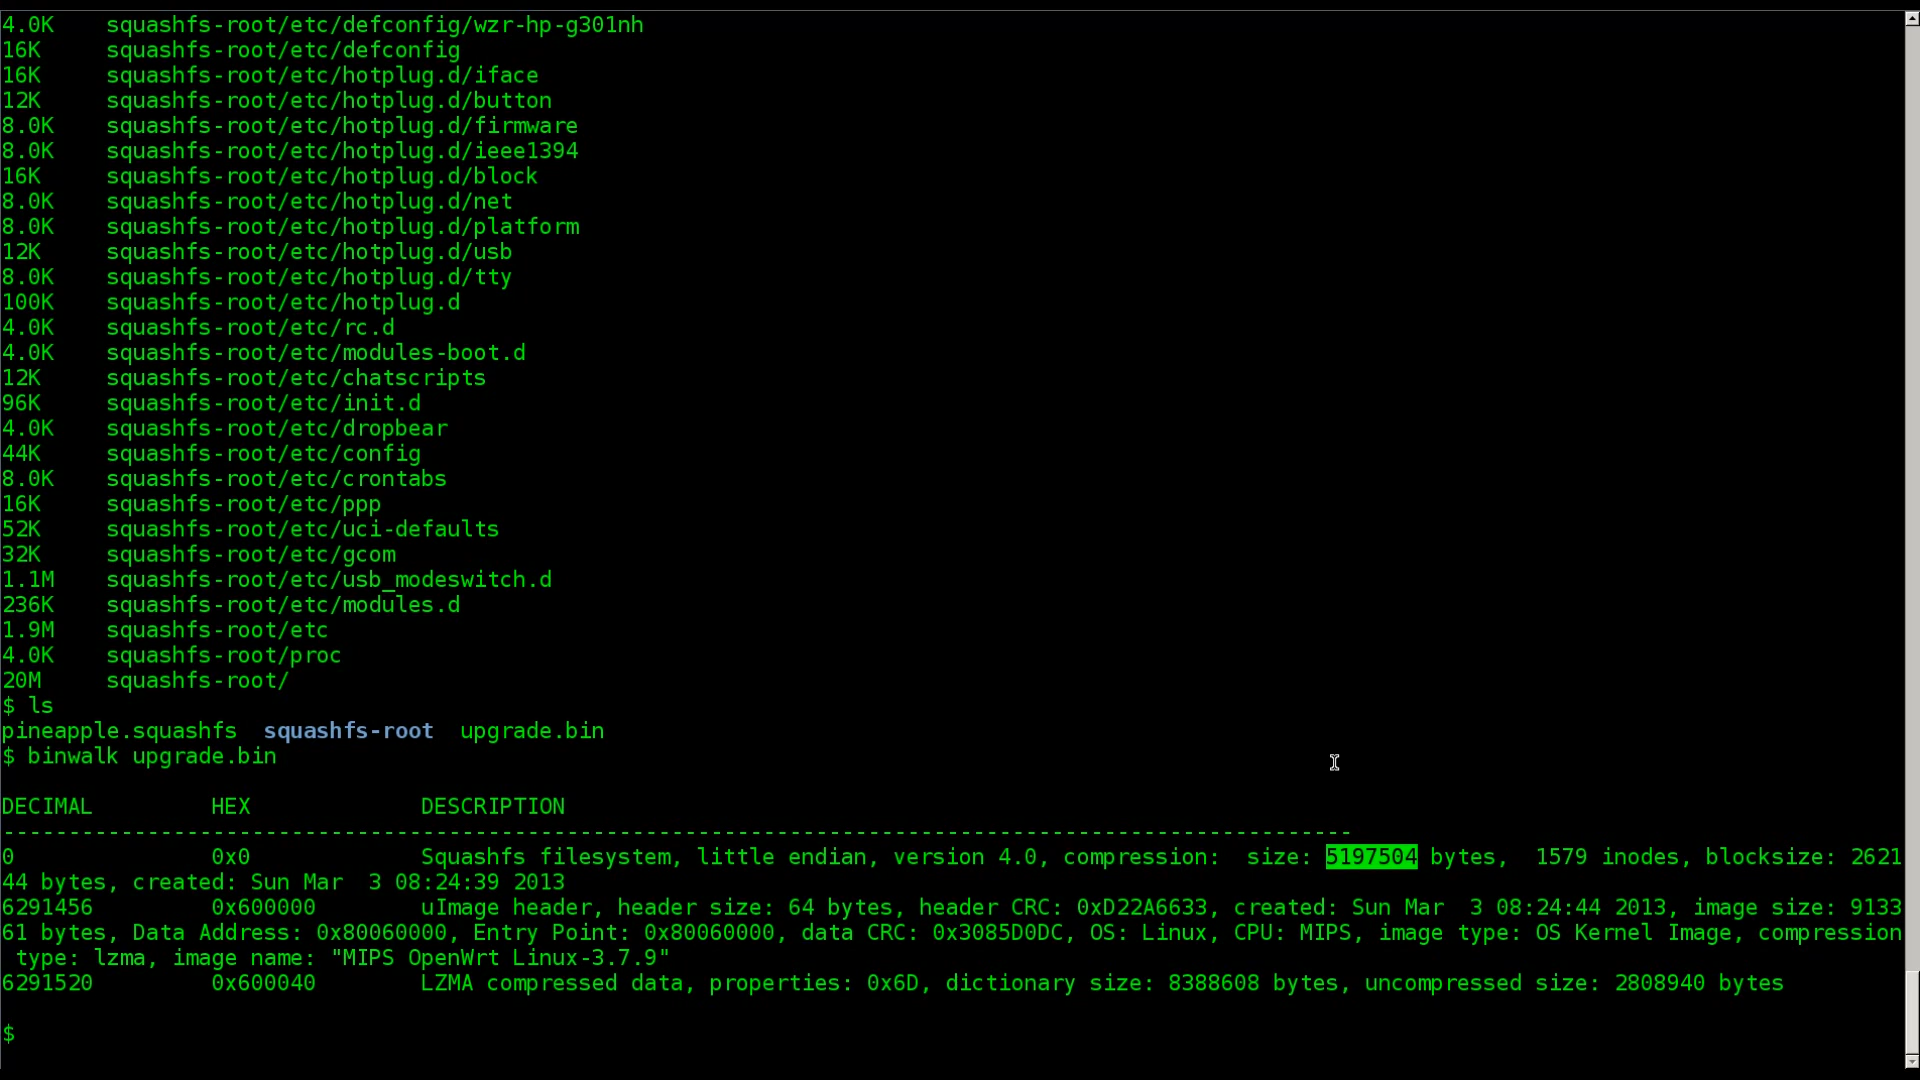 4.0K    squashfs-root/etc/defconfig/wzr-hp-g301nh
16K     squashfs-root/etc/defconfig
16K     squashfs-root/etc/hotplug.d/iface
12K     squashfs-root/etc/hotplug.d/button
8.0K    squashfs-root/etc/hotplug.d/firmware
8.0K    squashfs-root/etc/hotplug.d/ieee1394
16K     squashfs-root/etc/hotplug.d/block
8.0K    squashfs-root/etc/hotplug.d/net
8.0K    squashfs-root/etc/hotplug.d/platform
12K     squashfs-root/etc/hotplug.d/usb
8.0K    squashfs-root/etc/hotplug.d/tty
100K    squashfs-root/etc/hotplug.d
4.0K    squashfs-root/etc/rc.d
4.0K    squashfs-root/etc/modules-boot.d
12K     squashfs-root/etc/chatscripts
96K     squashfs-root/etc/init.d
4.0K    squashfs-root/etc/dropbear
44K     squashfs-root/etc/config
8.0K    squashfs-root/etc/crontabs
16K     squashfs-root/etc/ppp
52K     squashfs-root/etc/uci-defaults
32K     squashfs-root/etc/gcom
1.1M    squashfs-root/etc/usb_modeswitch.d
236K    squashfs-root/etc/modules.d
1.9M    squashfs-root/etc
4.0K    squashfs-root/proc
20M     squashfs-root/
$ ls
pineapple.squashfs  squashfs-root  upgrade.bin
$ binwalk upgrade.bin
DECIMAL         HEX             DESCRIPTION
-------------------------------------------------------------------------------------------------------
0               0x0             Squashfs filesystem, little endian, version 4.0, compression:  size: 5197504 bytes,  1579 inodes, blocksize: 2621
44 bytes, created: Sun Mar  3 08:24:39 2013
6291456         0x600000        uImage header, header size: 64 bytes, header CRC: 0xD22A6633, created: Sun Mar  3 08:24:44 2013, image size: 9133
61 bytes, Data Address: 0x80060000, Entry Point: 0x80060000, data CRC: 0x3085D0DC, OS: Linux, CPU: MIPS, image type: OS Kernel Image, compression
 type: lzma, image name: "MIPS OpenWrt Linux-3.7.9"
6291520         0x600040        LZMA compressed data, properties: 0x6D, dictionary size: 8388608 bytes, uncompressed size: 2808940 bytes
$